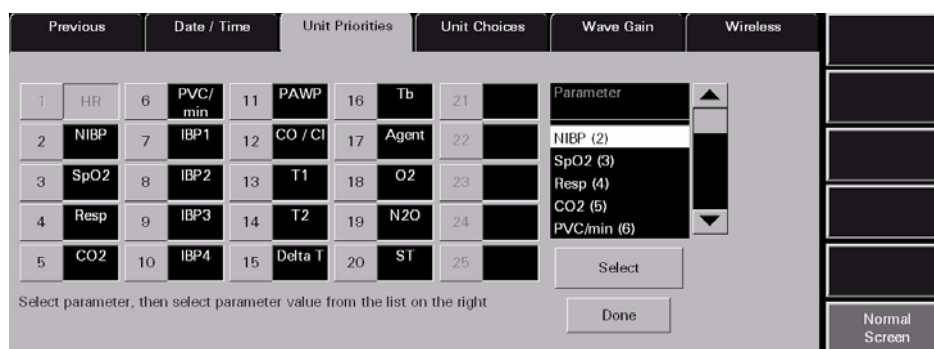 Previous Date / Time Unit Priorities Unit Choices Wave Gain Wireless
1 HR 6 PVC/ min 11 PAWP 16 Tb 21 Parameter
2 NIBP 7 IBP1 12 CO / CI 17 Agent 22 NIBP (2)
SpO2 (3)
3 SpO2 8 IBP2 13 T1 18 O2 23 Resp (4)
CO2 (5)
4 Resp 9 IBP3 14 T2 19 N2O 24 PVC/min (6)
5 CO2 10 IBP4 15 Delta T 20 ST 25 Select
Select parameter, then select parameter value from the list on the right
Done
Normal
Screen